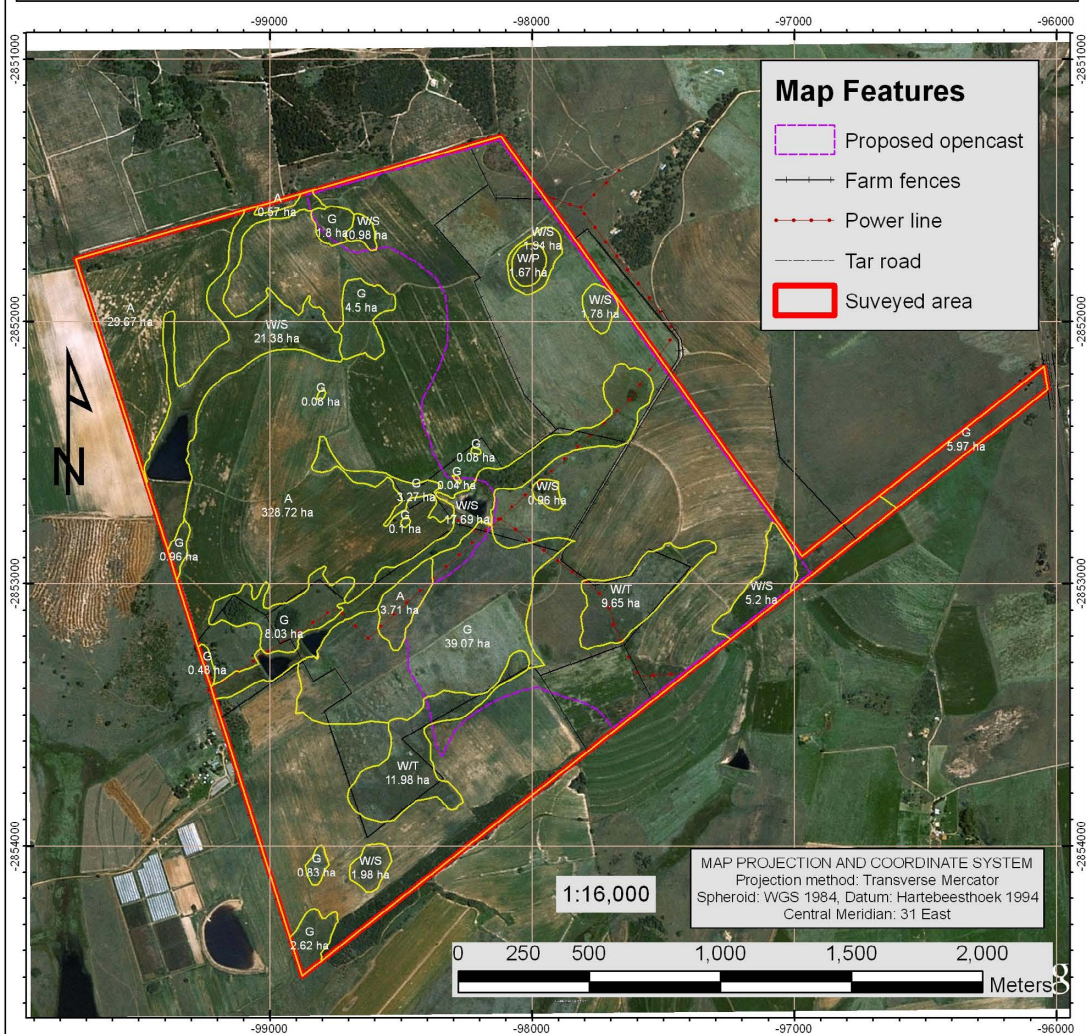 -99000
-98000
-97000
-96000
-2851000
-2851000
Map Features
Proposed opencast
Farm fences
Power line
Tar road
Suveyed area
A
0.57 ha
G
1.8 ha
W/S
0.98 ha
W/S
1.94 ha
W/P
1.67 ha
W/S
1.78 ha
A
29.67 ha
G
4.5 ha
W/S
21.38 ha
-2852000
-2852000
G
0.08 ha
G
0.08 ha
G
5.97 ha
G
0.04 ha
G
3.27 ha
W/S
0.96 ha
A
328.72 ha
W/S
17.69 ha
G
0.1 ha
N
G
0.96 ha
-2853000
-2853000
W/T
9.65 ha
W/S
5.2 ha
A
3.71 ha
G
8.03 ha
G
39.07 ha
G
0.48 ha
W/T
11.98 ha
-2854000
-2854000
G
0.83 ha
W/S
1.98 ha
G
2.62 ha
1:16,000
MAP PROJECTION AND COORDINATE SYSTEM
Projection method: Transverse Mercator
Spheroid: WGS 1984, Datum: Hartebeesthoek 1994
Central Meridian: 31 East
0 250 500 1,000 1,500 2,000
Meters
g
-99000
-98000
-97000
-96000